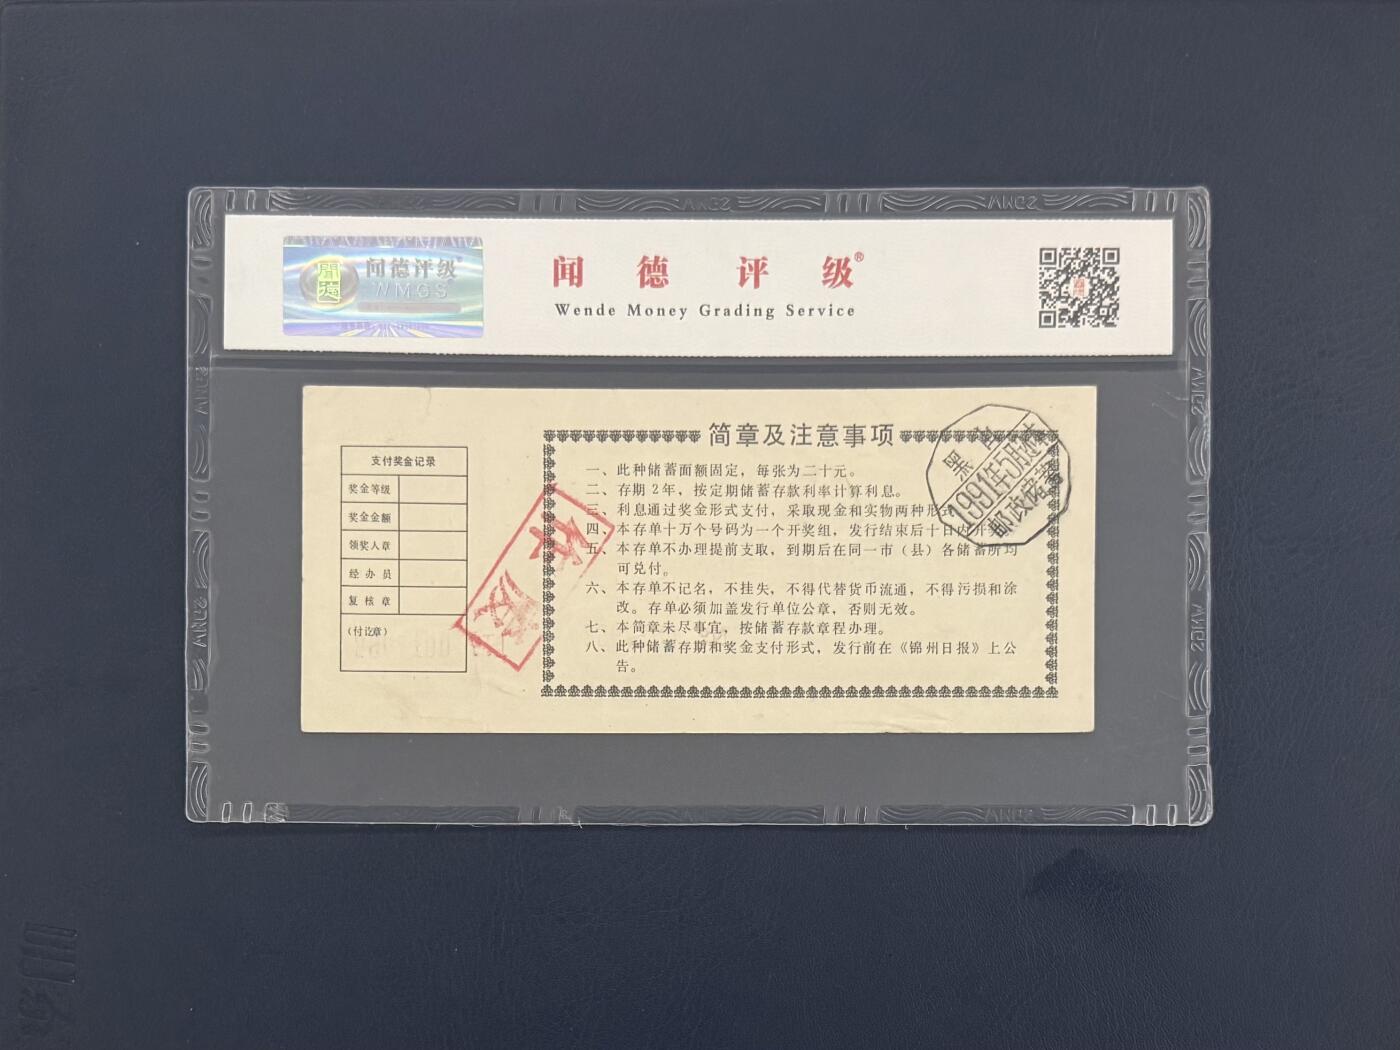 闻德评级
WMGS
闻德评级®
Wende Money Grading Service
支付奖金记录
奖金等级
奖金金额
领奖人章
经办员
复核章
(付讫章)
简章及注意事项
一、此种储蓄面额固定，每张为二十元。
二、存期2年，按定期储蓄存款利率计算利息。
三、利息通过奖金形式支付，采取现金和实物两种形
四、本存单十万个号码为一个开奖组，发行结束后十日内开
五、本存单不办理提前支取，到期后在同一市（县）各储蓄所均
可兑付。
六、本存单不记名，不挂失，不得代替货币流通，不得污损和涂
改。存单必须加盖发行单位公章，否则无效。
七、本简章未尽事宜，按储蓄存款章程办理。
八、此种储蓄存期和奖金支付形式，发行前在《锦州日报》上公
告。
黑山
1991年5月
邮政储蓄